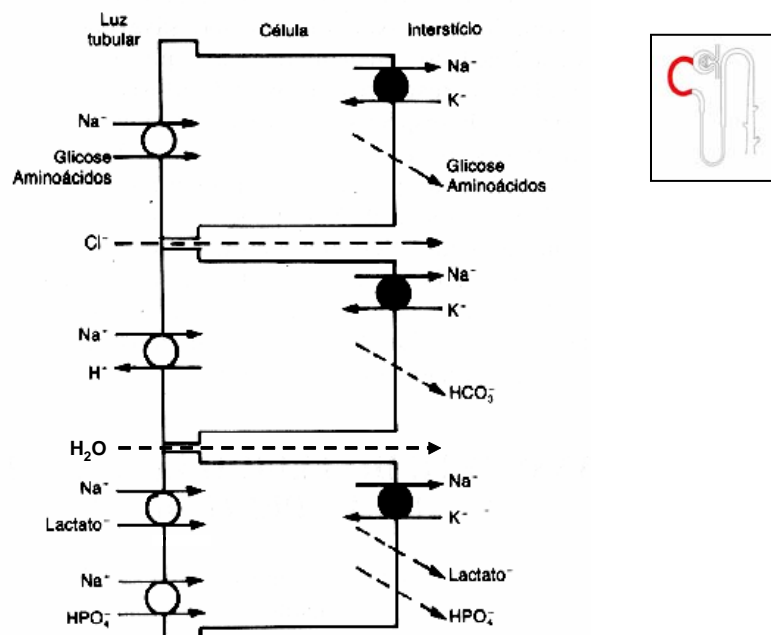 Luz
tubular
Célula
Interstício
Na⁻
K⁻
Na⁻
Glicose
Aminoácidos
Glicose
Aminoácidos
Cl⁻
Na⁻
K⁻
Na⁻
H⁻
HCO₃⁻
H₂O
Na⁻
K⁻
Na⁻
Lactato⁻
Lactato⁻
Na⁻
HPO₄⁻
HPO₄⁻